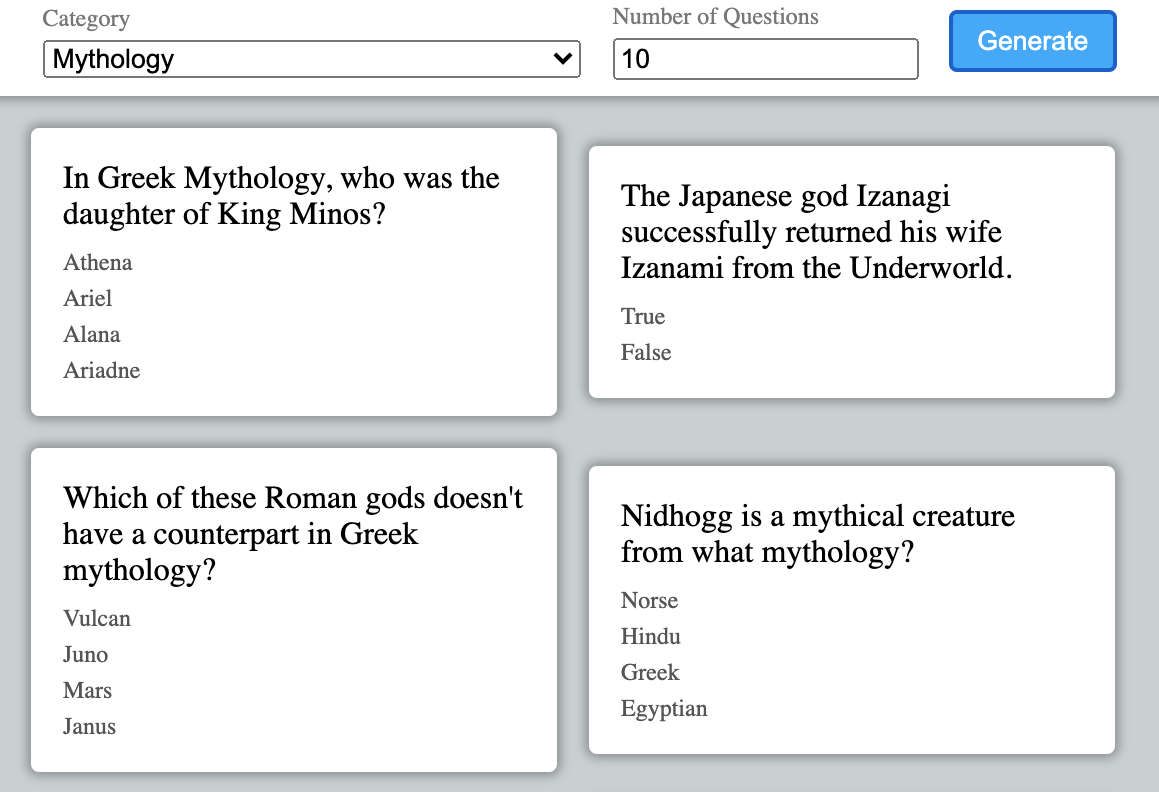 Category
Mythology
Number of Questions
10
Generate
In Greek Mythology, who was the
daughter of King Minos?
Athena
Ariel
Alana
Ariadne
The Japanese god Izanagi
successfully returned his wife
Izanami from the Underworld.
True
False
Which of these Roman gods doesn't
have a counterpart in Greek
mythology?
Vulcan
Juno
Mars
Janus
Nidhogg is a mythical creature
from what mythology?
Norse
Hindu
Greek
Egyptian